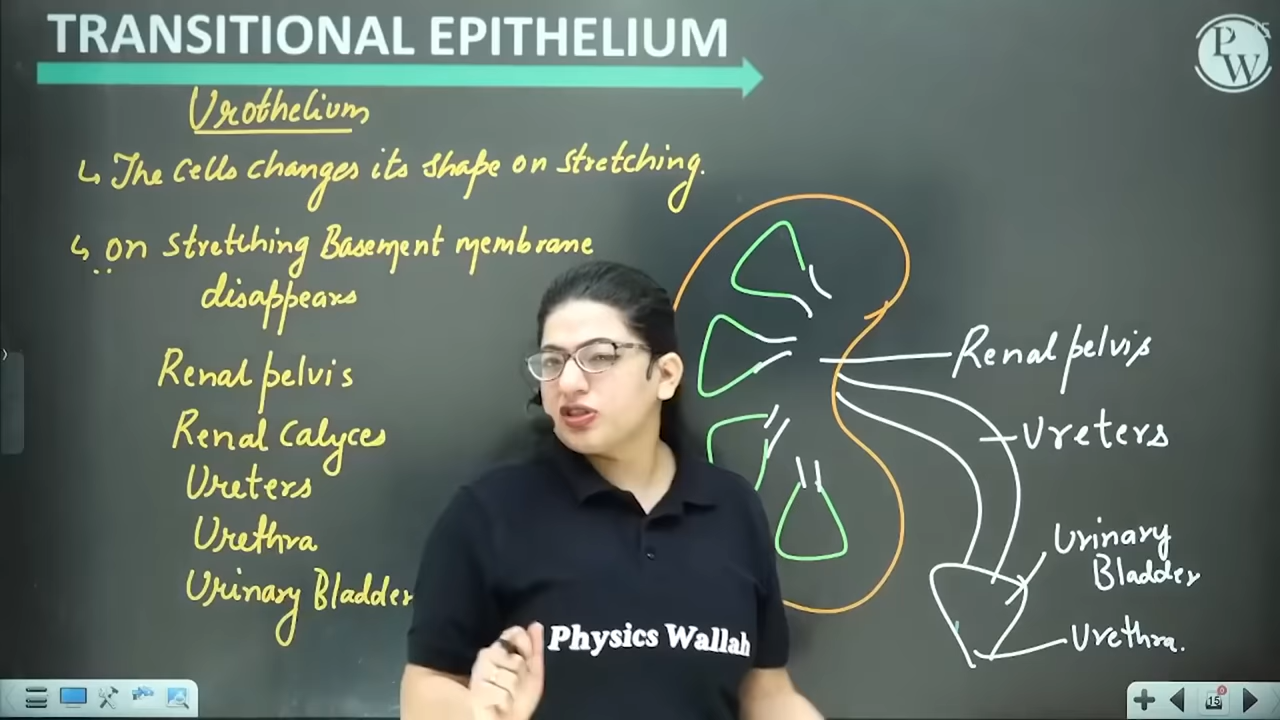 TRANSITIONAL EPITHELIUM
PW
Urothelium
↳ The cells changes its shape on stretching.
↳ on stretching Basement membrane
disappears
Renal pelvis
Renal Calyces
Ureters
Urethra
Urinary Bladder
Renal pelvis
Ureters
Urinary
Bladder
Urethra.
Physics Wallah
15